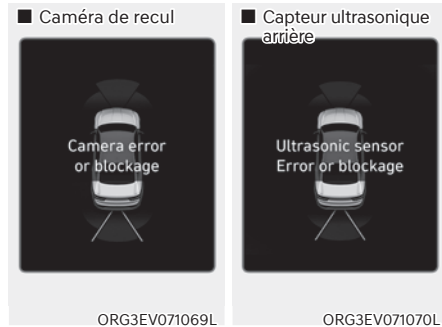 ■ Caméra de recul
Camera error
or blockage
ORG3EV071069L
■ Capteur ultrasonique
arrière
Ultrasonic sensor
Error or blockage
ORG3EV071070L